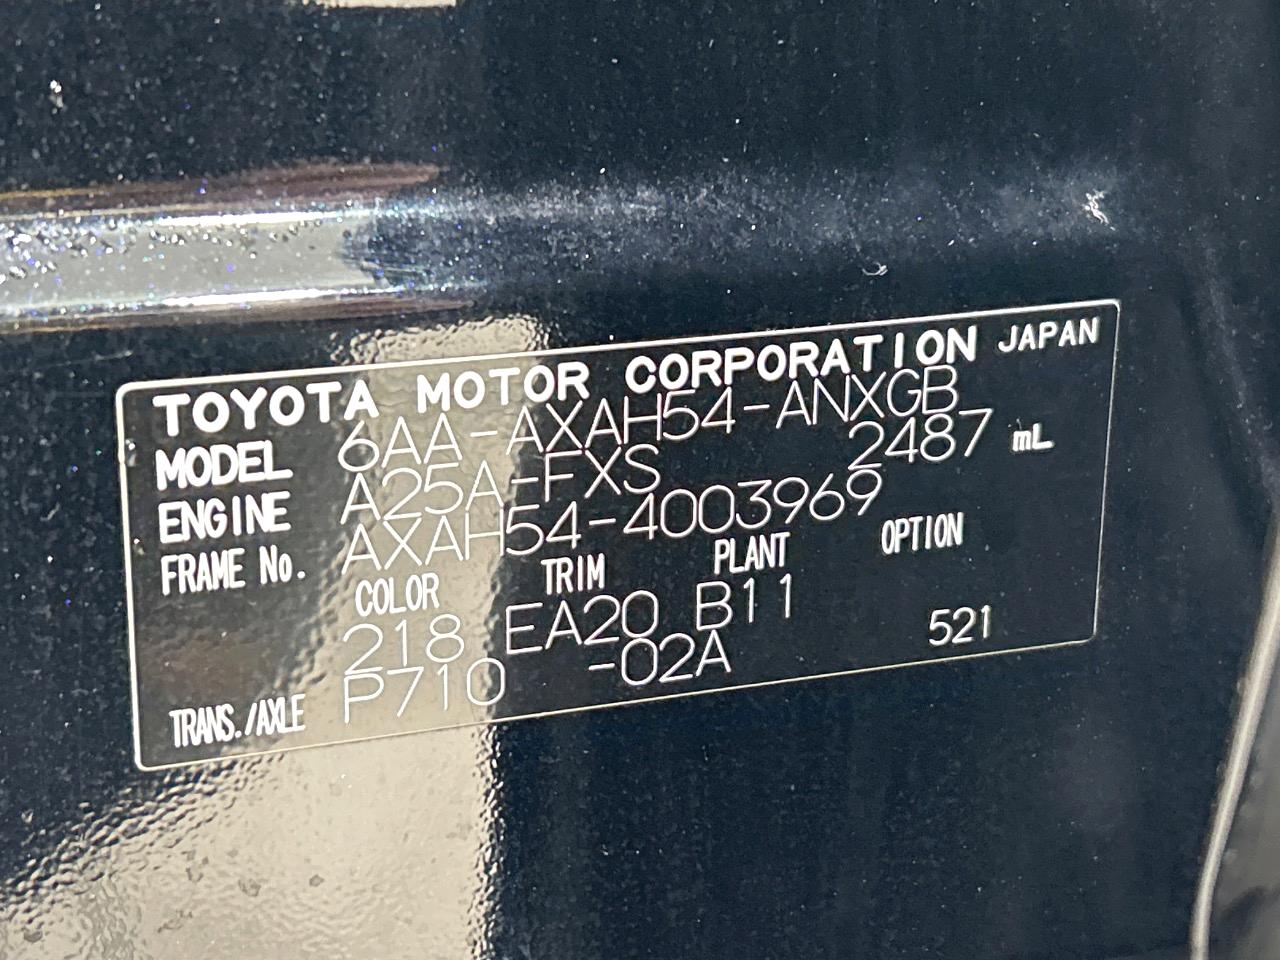 TOYOTA MOTOR CORPORATION JAPAN
MODEL 6AA-AXAH54-ANXGB
ENGINE A25A-FXS 2487 mL
FRAME No. AXAH54-4003969
COLOR TRIM PLANT OPTION
218 EA20 B11
TRANS./AXLE P710 -02A 521